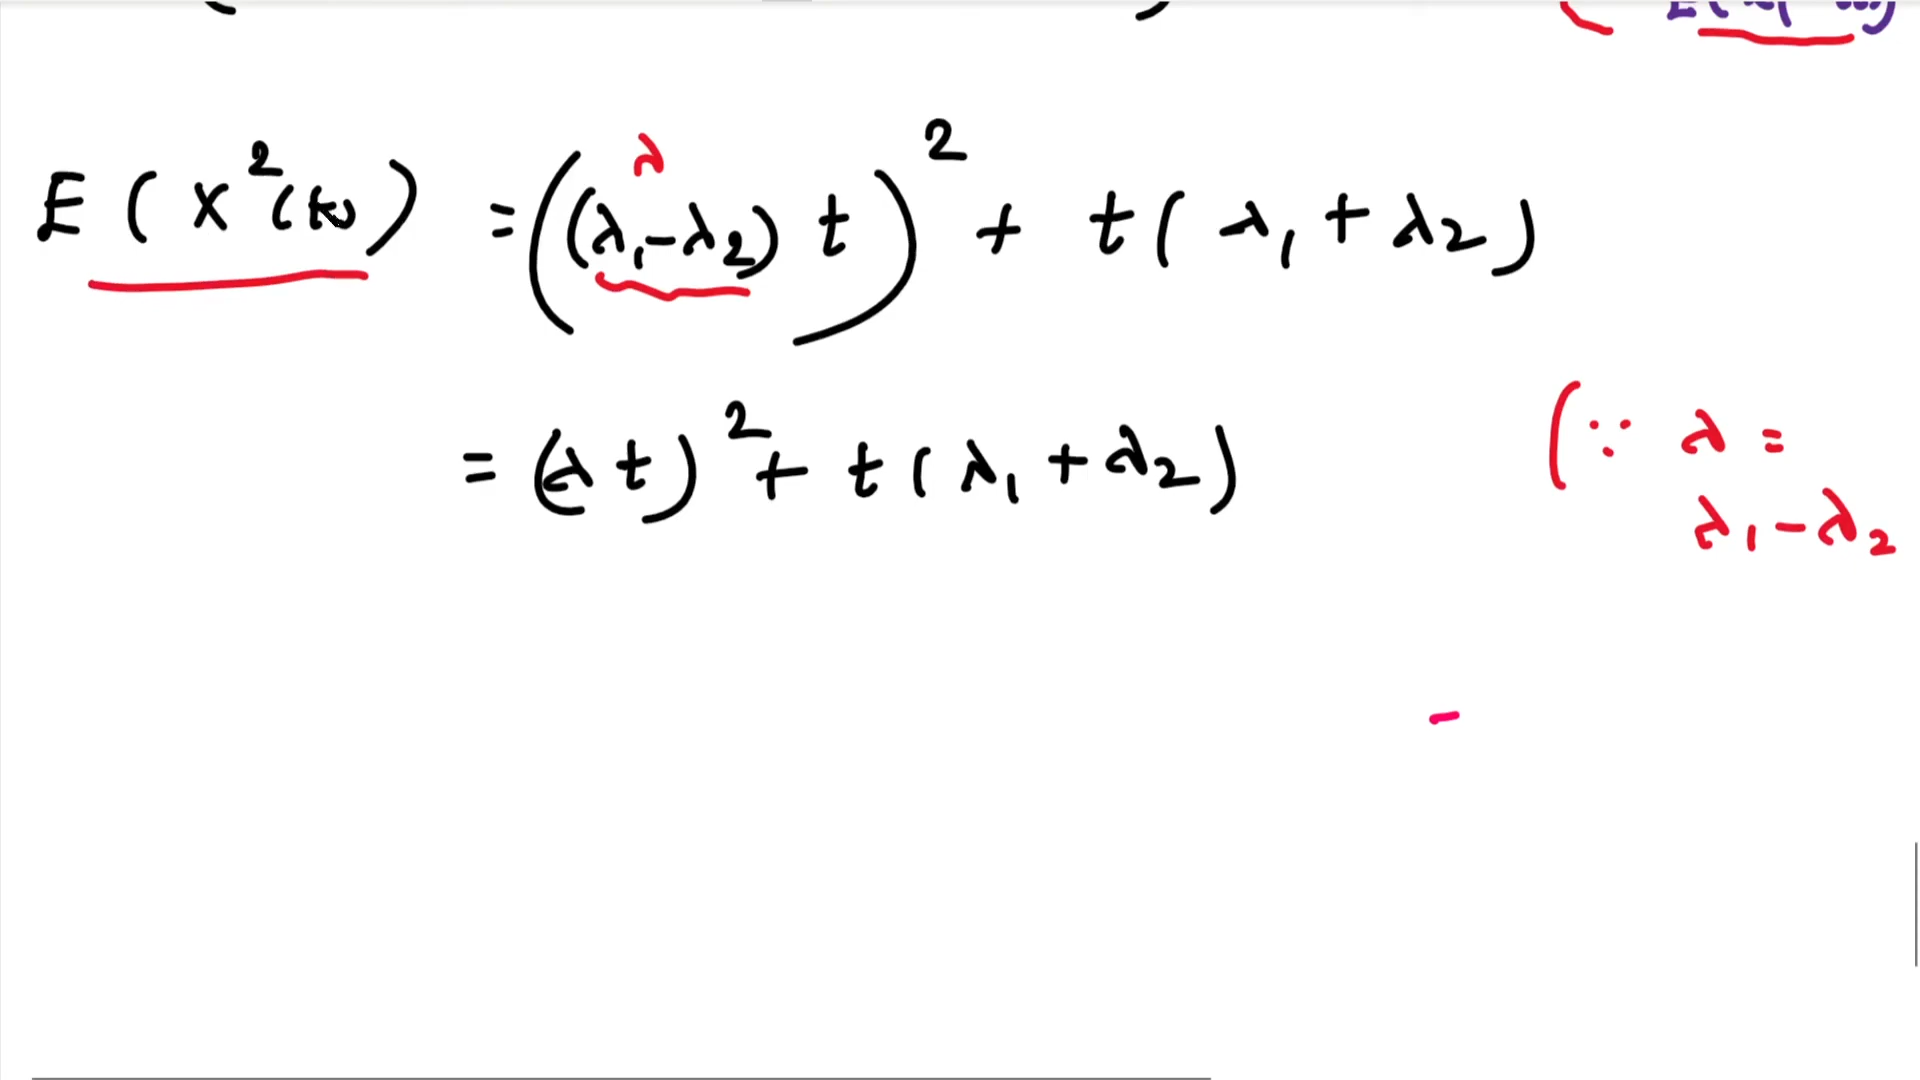 λ
E(X²(t)) = ((λ₁-λ₂) t)² + t(λ₁+λ₂)
= (λt)² + t(λ₁+λ₂)
(∵ λ =
λ₁-λ₂